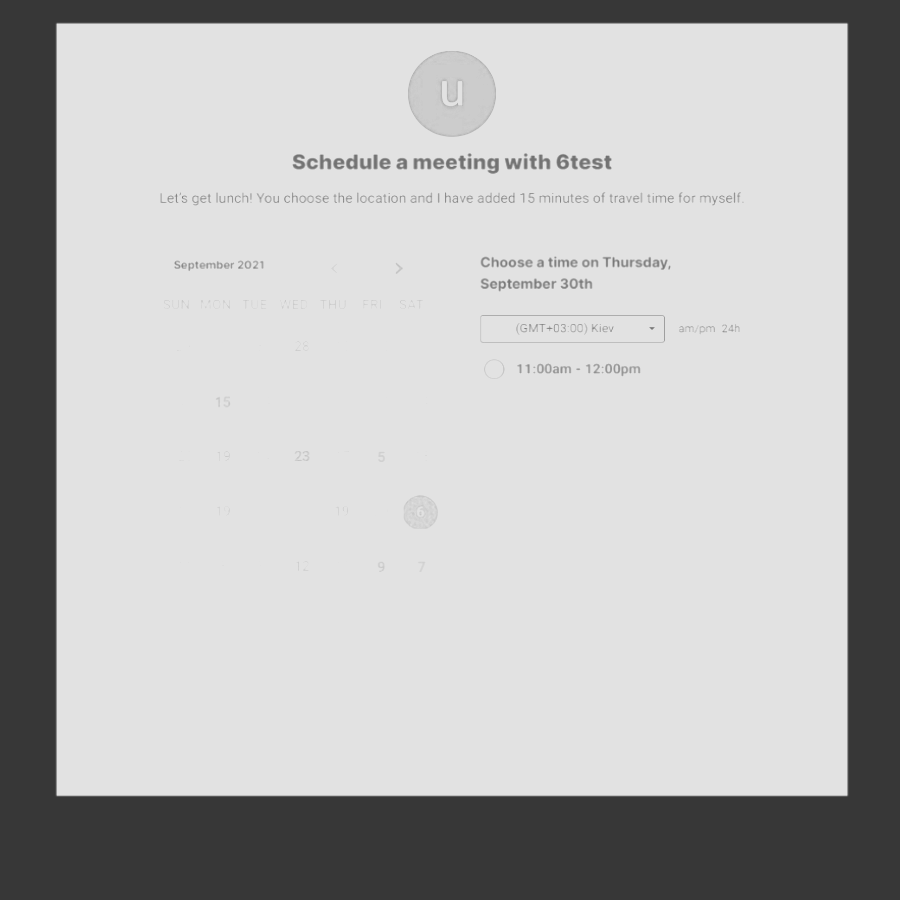 u
Schedule a meeting with 6test
Let's get lunch! You choose the location and I have added 15 minutes of travel time for myself.
September 2021
SUN MON TUE WED THU FRI SAT
28
15
19 23 5
19 19 6
12 9 7
Choose a time on Thursday,
September 30th
(GMT+03:00) Kiev am/pm 24h
11:00am - 12:00pm